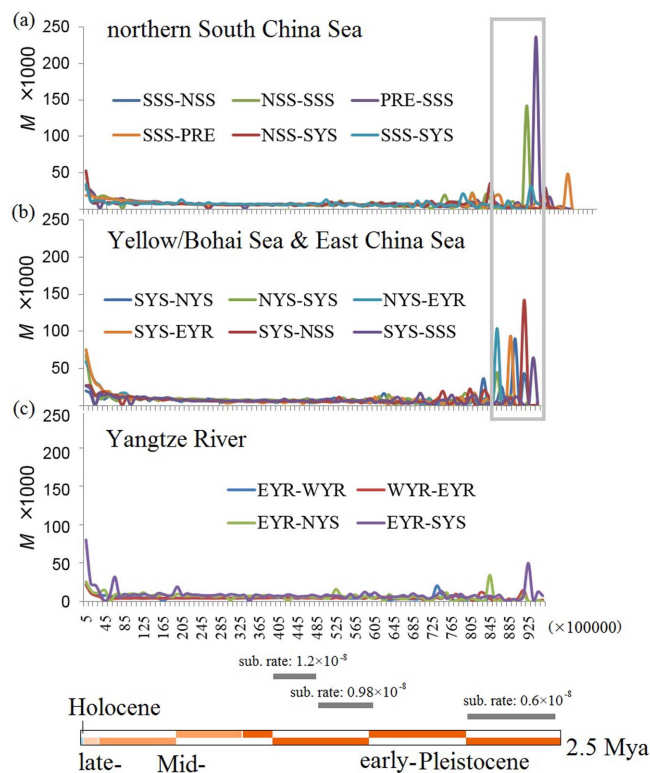 (a)
northern South China Sea
M ×1000
250
200
150
100
50
SSS-NSS NSS-SSS PRE-SSS
SSS-PRE NSS-SYS SSS-SYS
(b)
Yellow/Bohai Sea & East China Sea
M ×1000
250
200
150
100
50
SYS-NYS NYS-SYS NYS-EYR
SYS-EYR SYS-NSS SYS-SSS
(c)
Yangtze River
M ×1000
250
200
150
100
50
0
EYR-WYR WYR-EYR
EYR-NYS EYR-SYS
5 45 85 125 165 205 245 285 325 365 405 445 485 525 565 605 645 685 725 765 805 845 885 925 (×100000)
sub. rate: 1.2×10-8
sub. rate: 0.98×10-8
sub. rate: 0.6×10-8
Holocene
2.5 Mya
late- Mid- early-Pleistocene